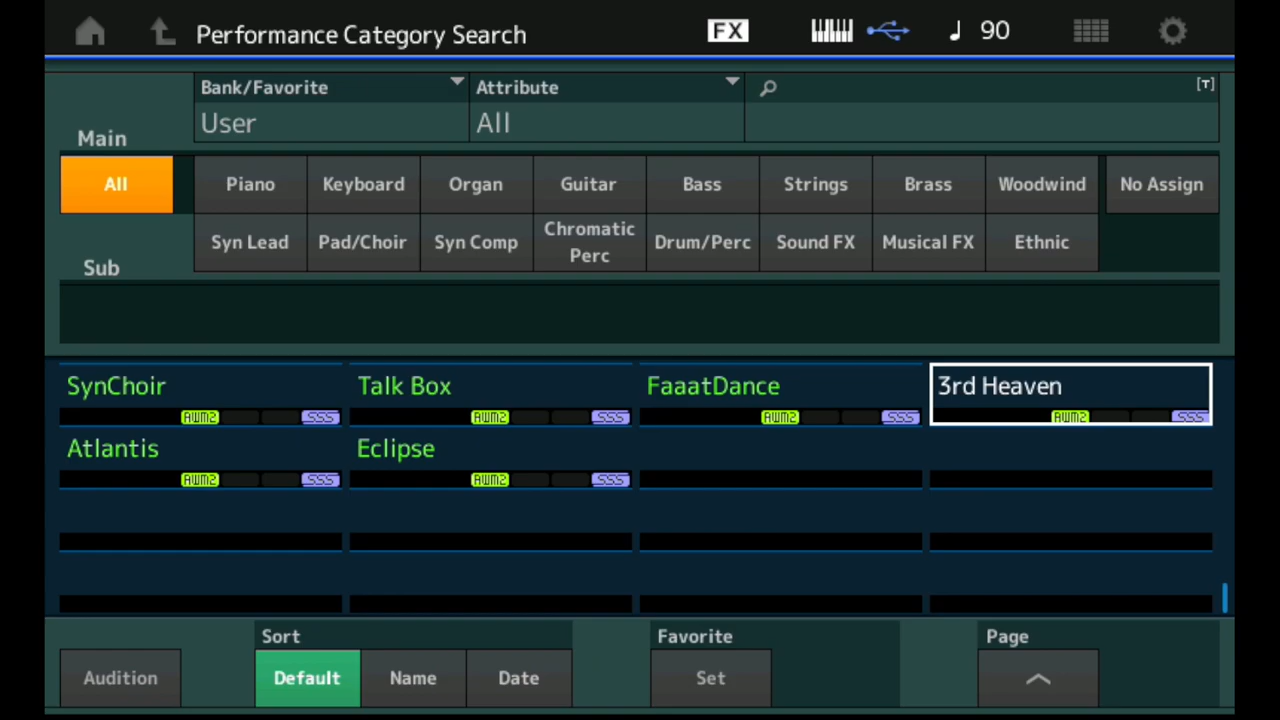 Performance Category Search
FX
90
Bank/Favorite
Attribute
[T]
User
All
Main
All
Piano
Keyboard
Organ
Guitar
Bass
Strings
Brass
Woodwind
No Assign
Syn Lead
Pad/Choir
Syn Comp
Chromatic
Perc
Drum/Perc
Sound FX
Musical FX
Ethnic
Sub
SynChoir
AWM2
SSS
Talk Box
AWM2
SSS
FaaatDance
AWM2
SSS
3rd Heaven
AWM2
SSS
Atlantis
AWM2
SSS
Eclipse
AWM2
SSS
Sort
Favorite
Page
Audition
Default
Name
Date
Set